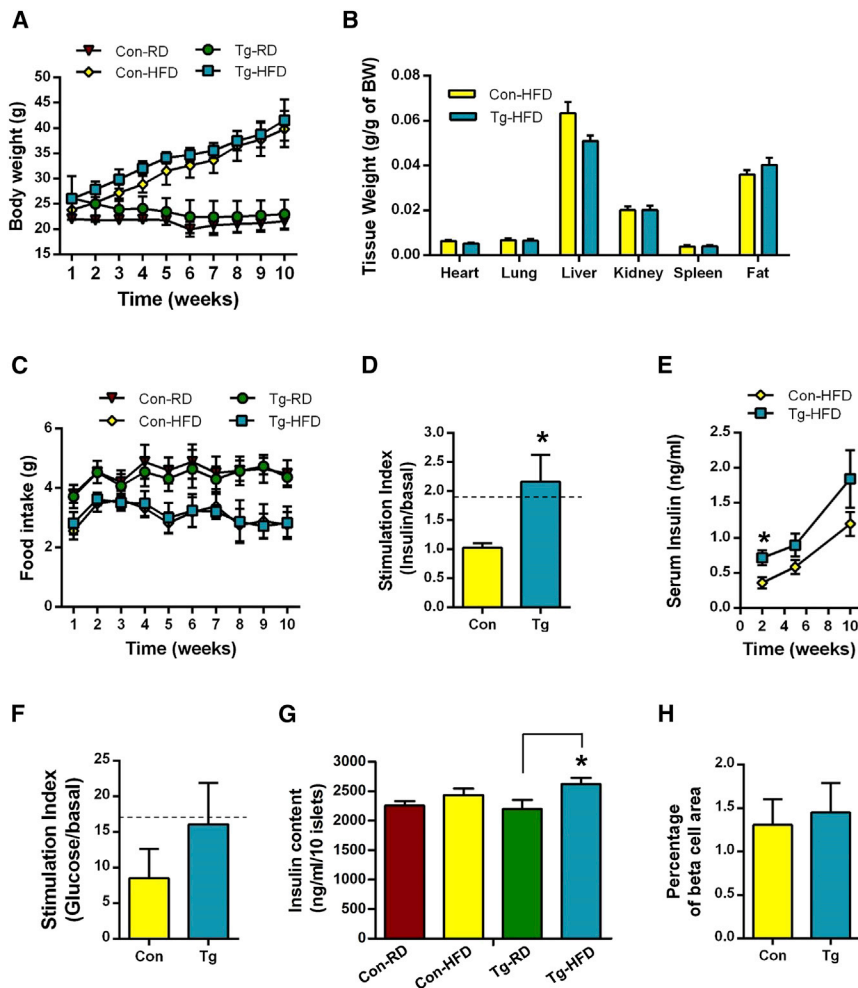 A
Con-RD
Tg-RD
Con-HFD
Tg-HFD
Body weight (g)
50
45
40
35
30
25
20
15
1 2 3 4 5 6 7 8 9 10
Time (weeks)
B
Con-HFD
Tg-HFD
Tissue Weight (g/g of BW)
0.08
0.06
0.04
0.02
0.00
Heart Lung Liver Kidney Spleen Fat
C
Con-RD
Tg-RD
Con-HFD
Tg-HFD
Food intake (g)
6
4
2
0
1 2 3 4 5 6 7 8 9 10
Time (weeks)
D
Stimulation Index
(Insulin/basal)
3.0
2.5
2.0
1.5
1.0
0.5
0.0
*
Con Tg
E
Con-HFD
Tg-HFD
Serum Insulin (ng/ml)
2.5
2.0
1.5
1.0
0.5
0.0
*
0 2 4 6 8 10
Time (weeks)
F
Stimulation Index
(Glucose/basal)
25
20
15
10
5
0
Con Tg
G
Insulin content
(ng/ml/10 islets)
3000
2500
2000
1500
1000
500
0
*
Con-RD Con-HFD Tg-RD Tg-HFD
H
Percentage
of beta cell area
2.0
1.5
1.0
0.5
0.0
Con Tg